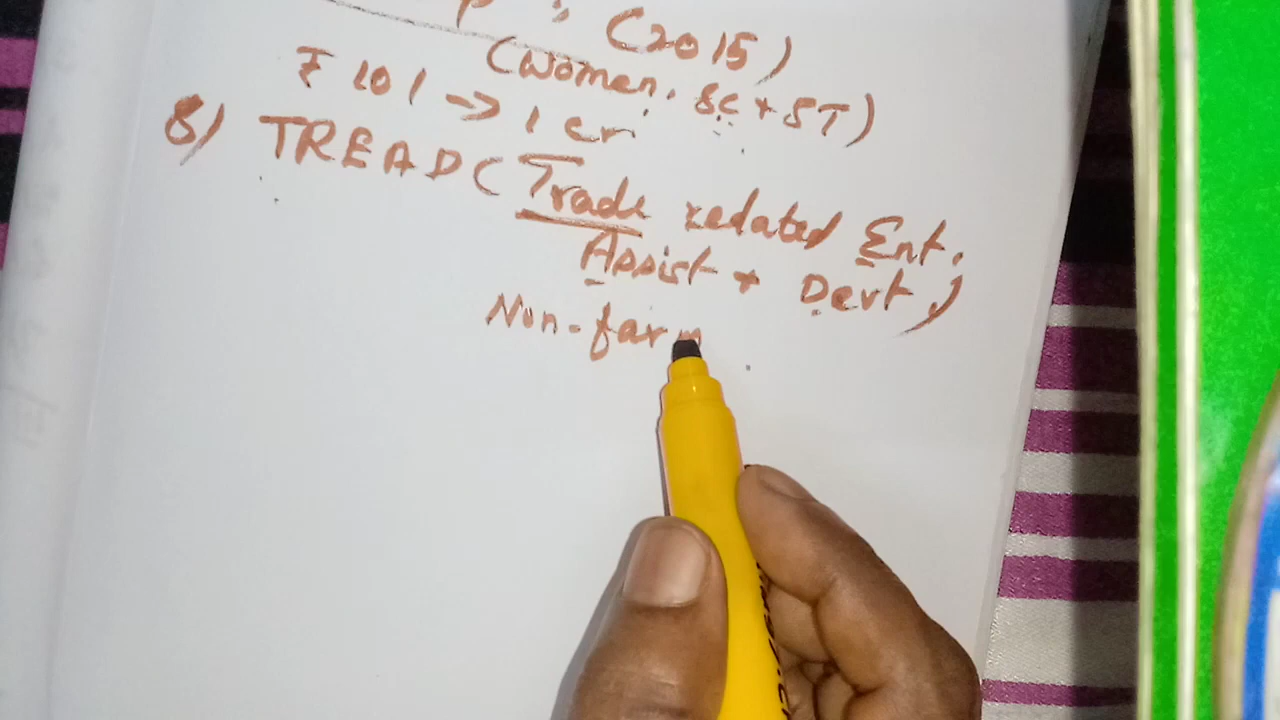 : (2015)
(Women, SC + ST)
₹ 10 l → 1 cr.
8) TREAD (Trade related Ent.
Assist + Devt)
Non-farm